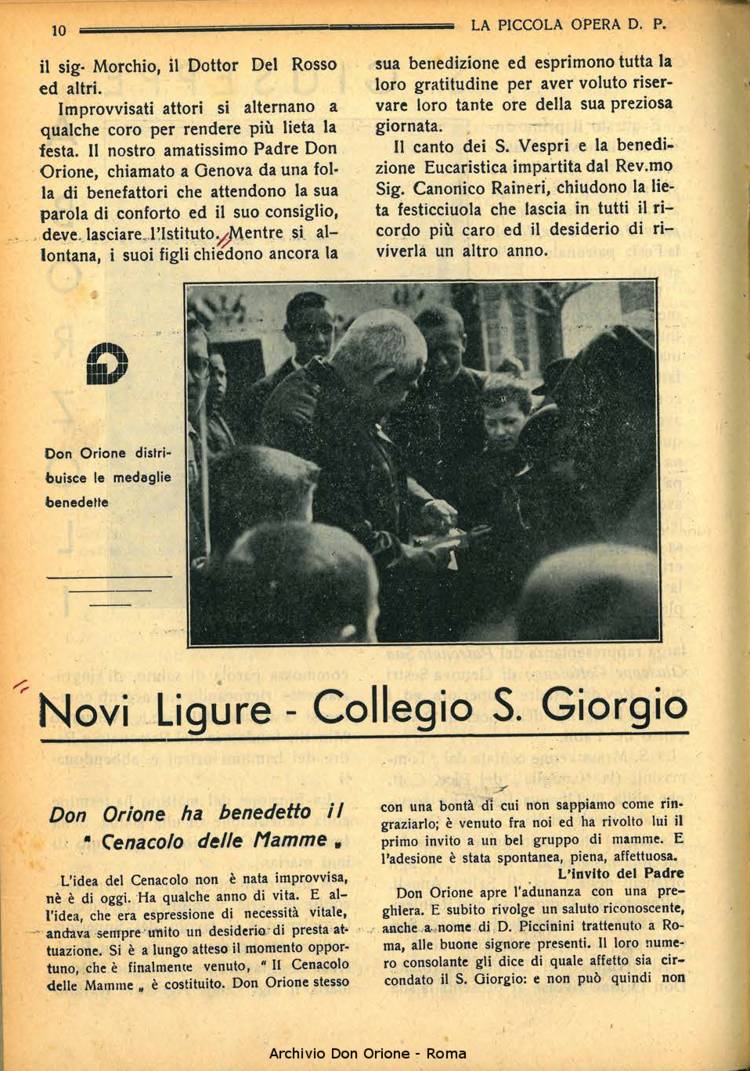 10
LA PICCOLA OPERA D. P.
il sig. Morchio, il Dottor Del Rosso
ed altri.
Improvvisati attori si alternano a
qualche coro per rendere più lieta la
festa. Il nostro amatissimo Padre Don
Orione, chiamato a Genova da una fol-
la di benefattori che attendono la sua
parola di conforto ed il suo consiglio,
deve lasciare l'Istituto. Mentre si al-
lontana, i suoi figli chiedono ancora la
sua benedizione ed esprimono tutta la
loro gratitudine per aver voluto riser-
vare loro tante ore della sua preziosa
giornata.
Il canto dei S. Vespri e la benedi-
zione Eucaristica impartita dal Rev.mo
Sig. Canonico Raineri, chiudono la lie-
ta festicciuola che lascia in tutti il ri-
cordo più caro ed il desiderio di ri-
viverla un altro anno.
Don Orione distri-
buisce le medaglie
benedette
Novi Ligure - Collegio S. Giorgio
Don Orione ha benedetto il
" Cenacolo delle Mamme „
L'idea del Cenacolo non è nata improvvisa,
nè è di oggi. Ha qualche anno di vita. E al-
l'idea, che era espressione di necessità vitale,
andava sempre unito un desiderio di presta at-
tuazione. Si è a lungo atteso il momento oppor-
tuno, che è finalmente venuto, " Il Cenacolo
delle Mamme „ è costituito. Don Orione stesso
con una bontà di cui non sappiamo come rin-
graziarlo; è venuto fra noi ed ha rivolto lui il
primo invito a un bel gruppo di mamme. E
l'adesione è stata spontanea, piena, affettuosa.
L'invito del Padre
Don Orione apre l'adunanza con una pre-
ghiera. E subito rivolge un saluto riconoscente,
anche a nome di D. Piccinini trattenuto a Ro-
ma, alle buone signore presenti. Il loro nume-
ro consolante gli dice di quale affetto sia cir-
condato il S. Giorgio: e non può quindi non
Archivio Don Orione - Roma